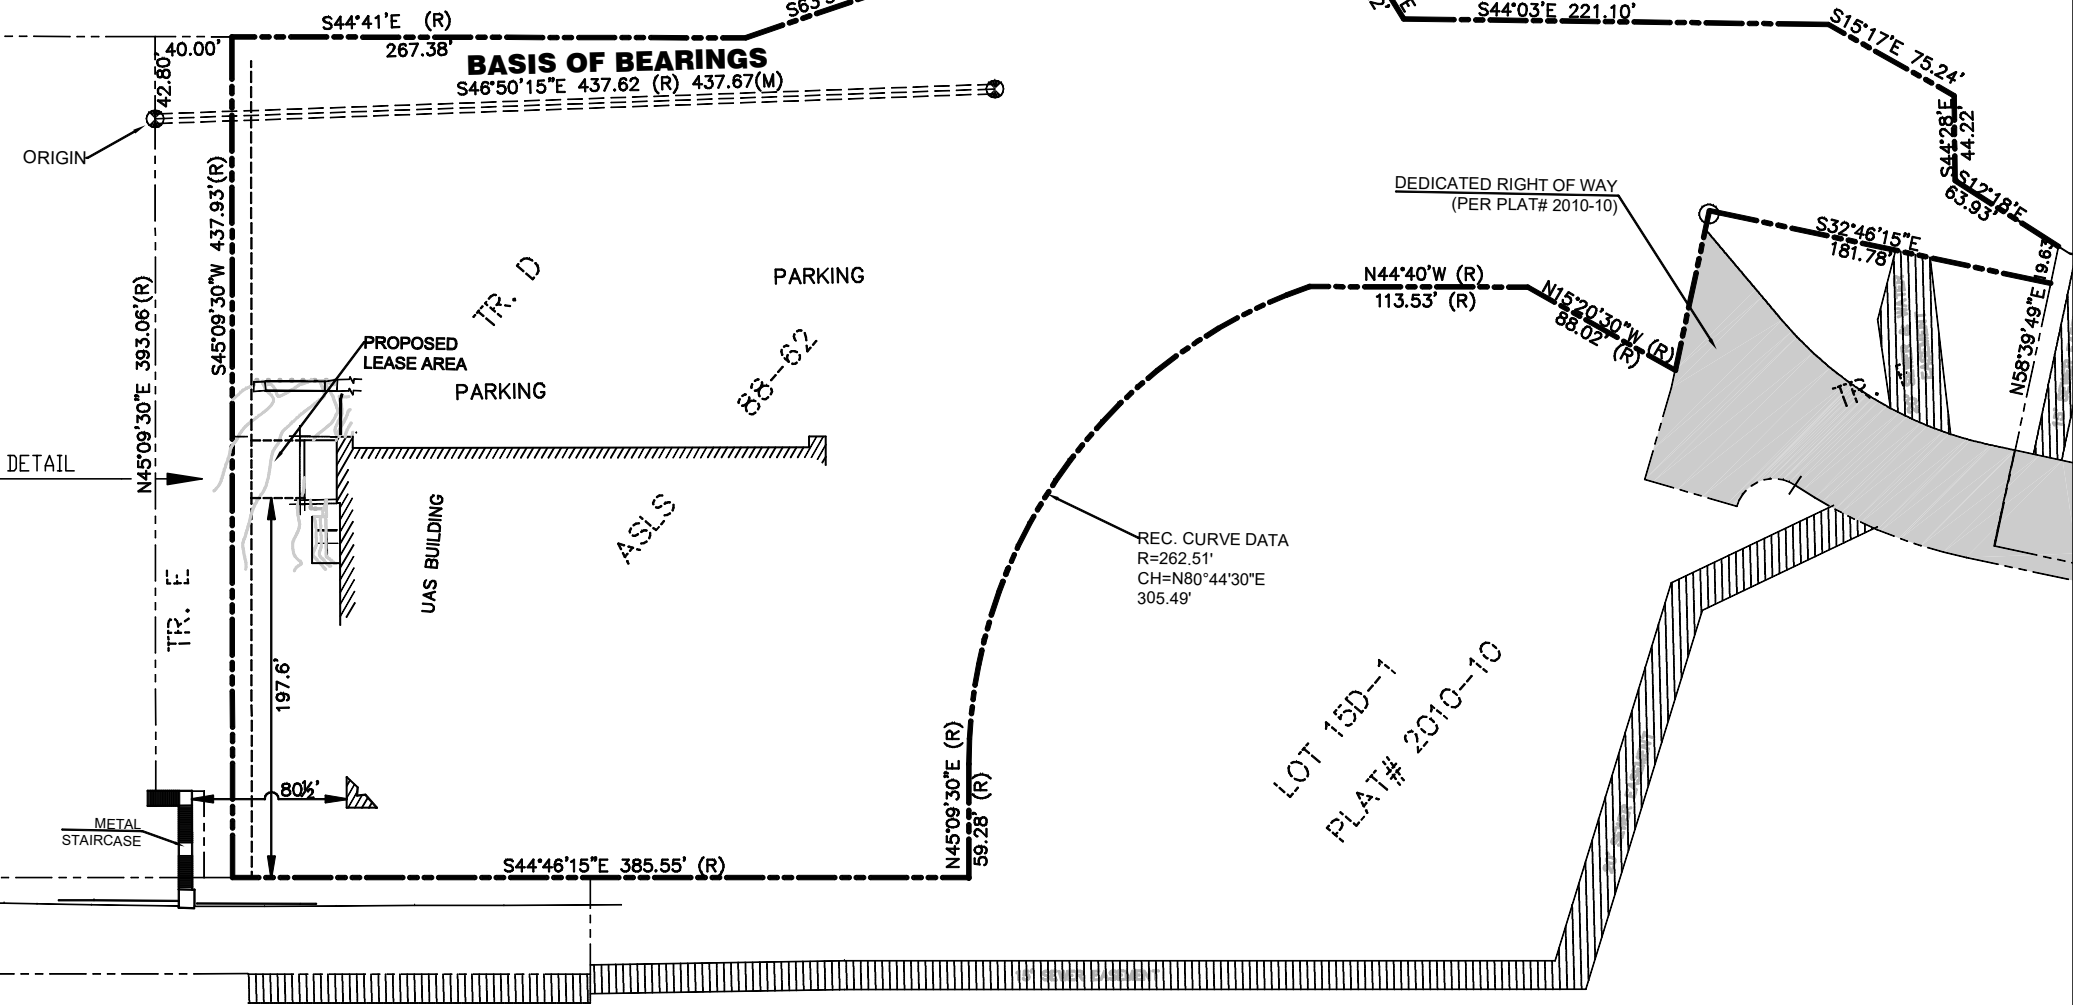 S44°41'E (R)
267.38'
40.00'
42.80'
BASIS OF BEARINGS
S46°50'15"E 437.62 (R) 437.67(M)
ORIGIN
S44°03'E 221.10'
S15°17'E 75.24'
S44°28'E
44.22
S12°18'E
63.93'
DEDICATED RIGHT OF WAY
(PER PLAT# 2010-10)
S32°46'15"E
181.78'
N58°39'49"E
S45°09'30"W 437.93'(R)
N45°09'30"E 393.06'(R)
TR. D
PARKING
N44°40'W (R)
113.53' (R)
N15°20'30"W (R)
88.02' (R)
PROPOSED
LEASE AREA
PARKING
88-62
TR.
DETAIL
UAS BUILDING
ASLS
REC. CURVE DATA
R=262.51'
CH=N80°44'30"E
305.49'
TR. E
197.6'
LOT 15D-1
PLAT# 2010-10
80½'
METAL
STAIRCASE
N45°09'30"E (R)
59.28' (R)
S44°46'15"E 385.55' (R)
15' SEWER EASEMENT